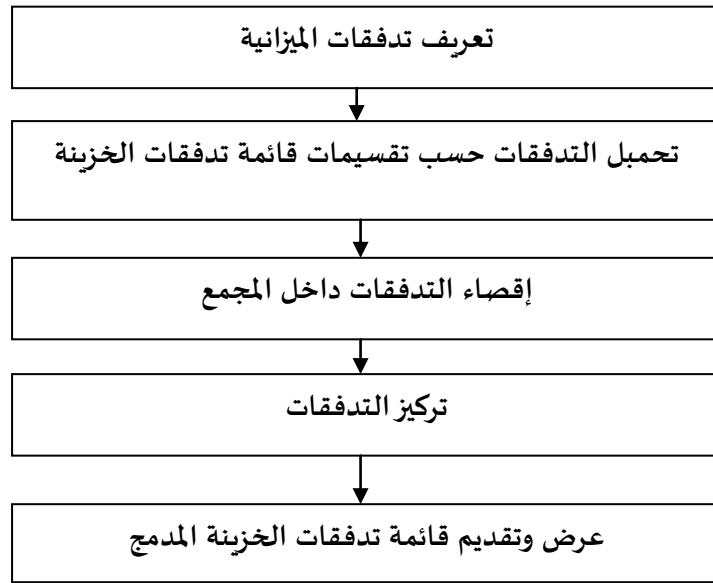 تعريف تدفقات الميزانية
تحمبل التدفقات حسب تقسيمات قائمة تدفقات الخزينة
إقصاء التدفقات داخل المجمع
تركيز التدفقات
عرض وتقديم قائمة تدفقات الخزينة المدمج